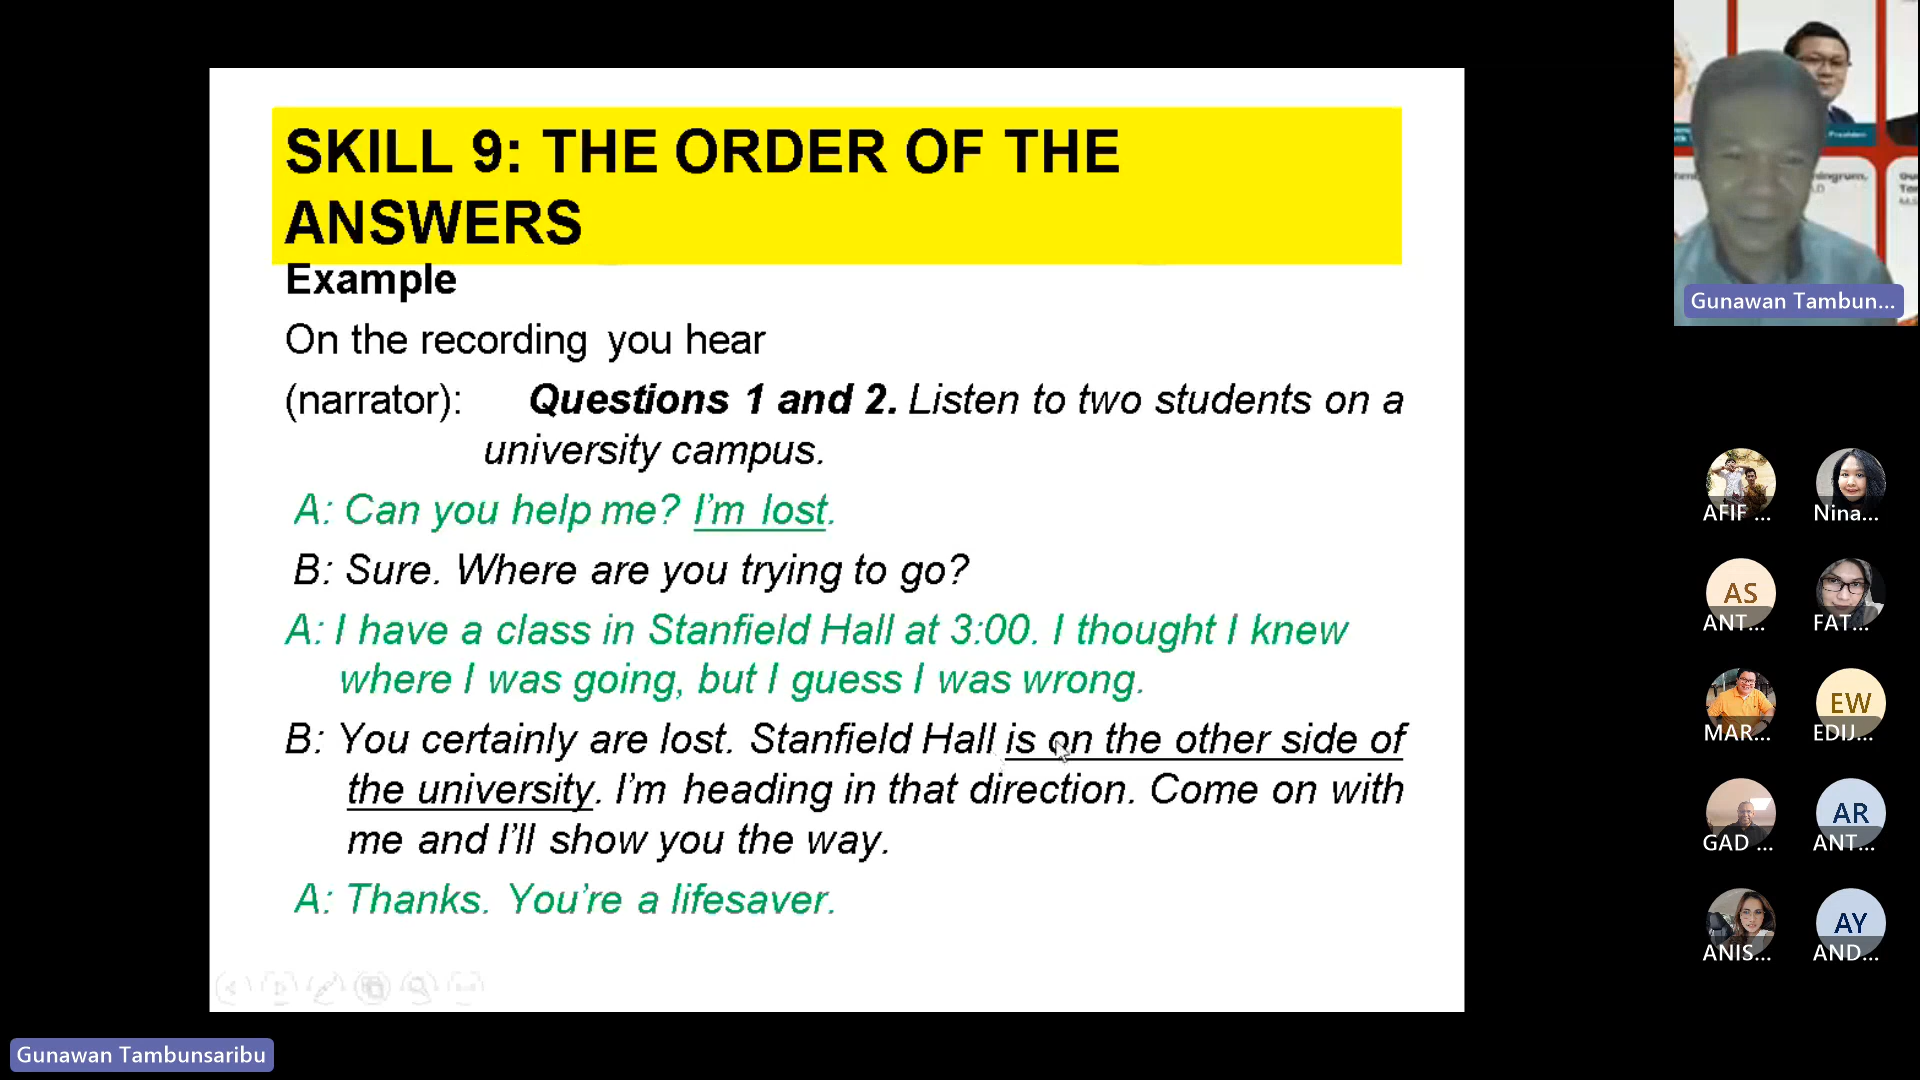 SKILL 9: THE ORDER OF THE
ANSWERS
Example
On the recording you hear
(narrator): Questions 1 and 2. Listen to two students on a
university campus.
A: Can you help me? I'm lost.
B: Sure. Where are you trying to go?
A: I have a class in Stanfield Hall at 3:00. I thought I knew
where I was going, but I guess I was wrong.
B: You certainly are lost. Stanfield Hall is on the other side of
the university. I'm heading in that direction. Come on with
me and I'll show you the way.
A: Thanks. You're a lifesaver.
Gunawan Tambunsaribu
Gunawan Tambun...
AFIF ...
Nina...
AS
ANT...
FAT...
MAR...
EW
EDIJ...
GAD ...
AR
ANT...
ANIS...
AY
AND...